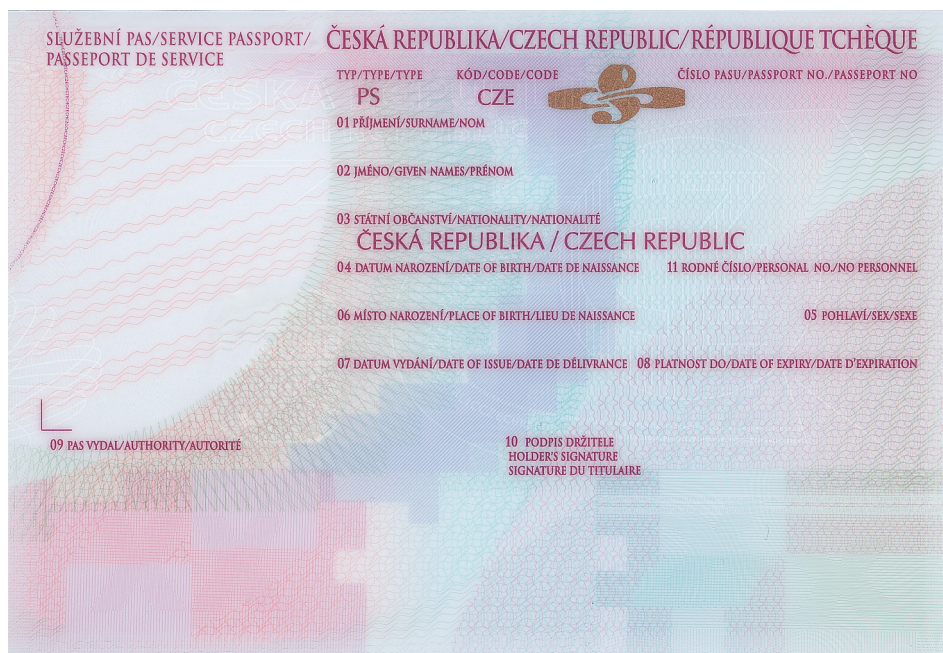 SLUŽEBNÍ PAS/SERVICE PASSPORT/
PASSEPORT DE SERVICE
ČESKÁ REPUBLIKA/CZECH REPUBLIC/RÉPUBLIQUE TCHÈQUE
TYP/TYPE/TYPE KÓD/CODE/CODE ČÍSLO PASU/PASSPORT NO./PASSEPORT NO
PS CZE
01 PŘÍJMENÍ/SURNAME/NOM
02 JMÉNO/GIVEN NAMES/PRÉNOM
03 STÁTNÍ OBČANSTVÍ/NATIONALITY/NATIONALITÉ
ČESKÁ REPUBLIKA / CZECH REPUBLIC
04 DATUM NAROZENÍ/DATE OF BIRTH/DATE DE NAISSANCE 11 RODNÉ ČÍSLO/PERSONAL NO./NO PERSONNEL
06 MÍSTO NAROZENÍ/PLACE OF BIRTH/LIEU DE NAISSANCE 05 POHLAVÍ/SEX/SEXE
07 DATUM VYDÁNÍ/DATE OF ISSUE/DATE DE DÉLIVRANCE 08 PLATNOST DO/DATE OF EXPIRY/DATE D'EXPIRATION
09 PAS VYDAL/AUTHORITY/AUTORITÉ
10 PODPIS DRŽITELE
HOLDER'S SIGNATURE
SIGNATURE DU TITULAIRE